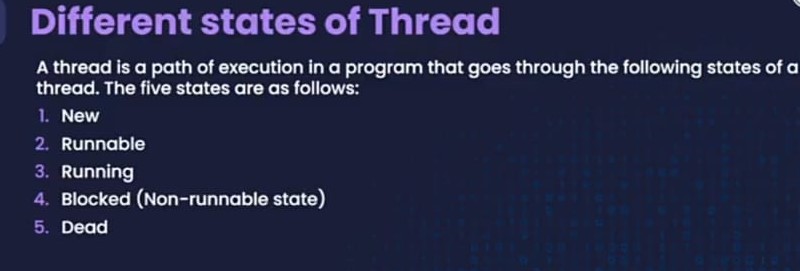 Different states of Thread
A thread is a path of execution in a program that goes through the following states of a
thread. The five states are as follows:
1. New
2. Runnable
3. Running
4. Blocked (Non-runnable state)
5. Dead